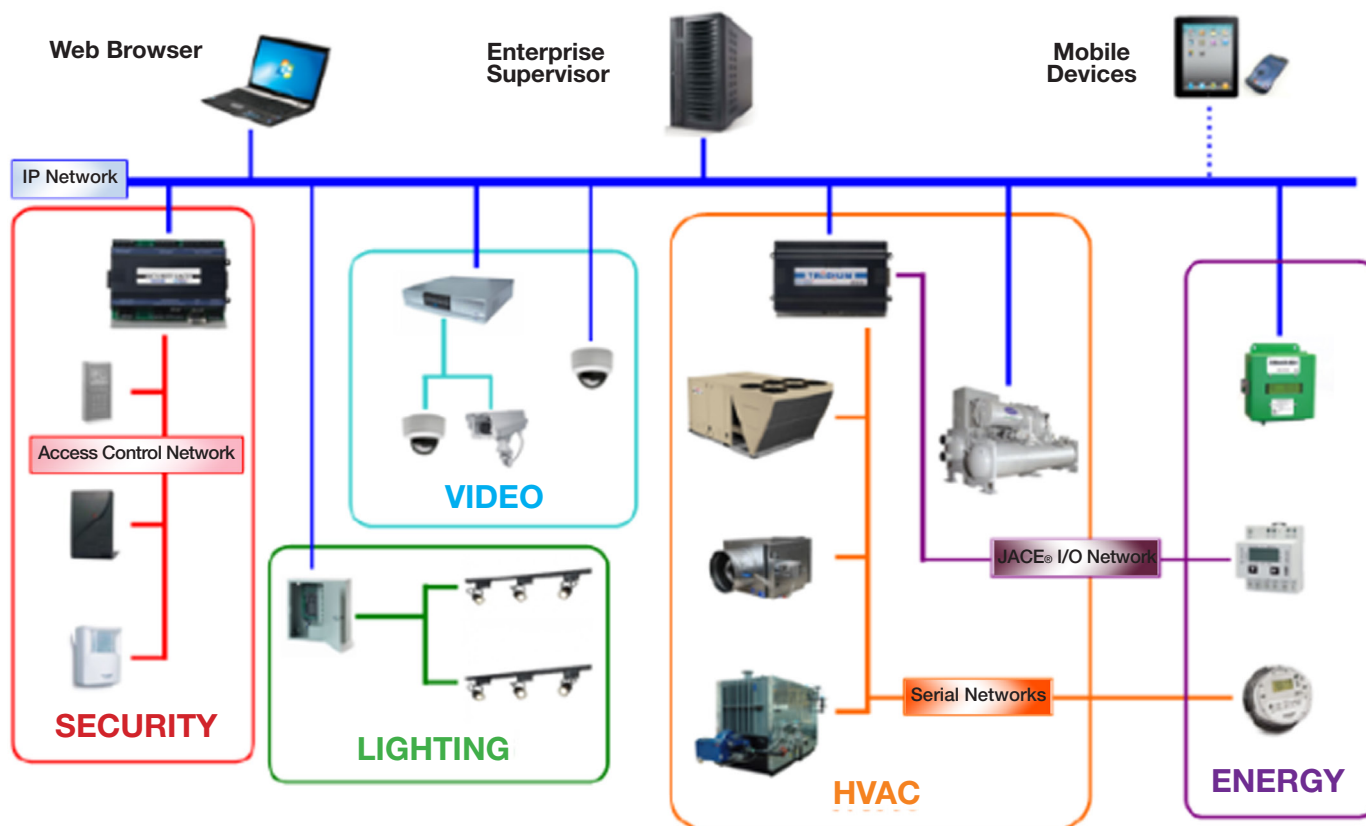 Web Browser
Enterprise
Supervisor
Mobile
Devices
IP Network
TRIDIUM
Access Control Network
VIDEO
JACE® I/O Network
Serial Networks
SECURITY
LIGHTING
HVAC
ENERGY